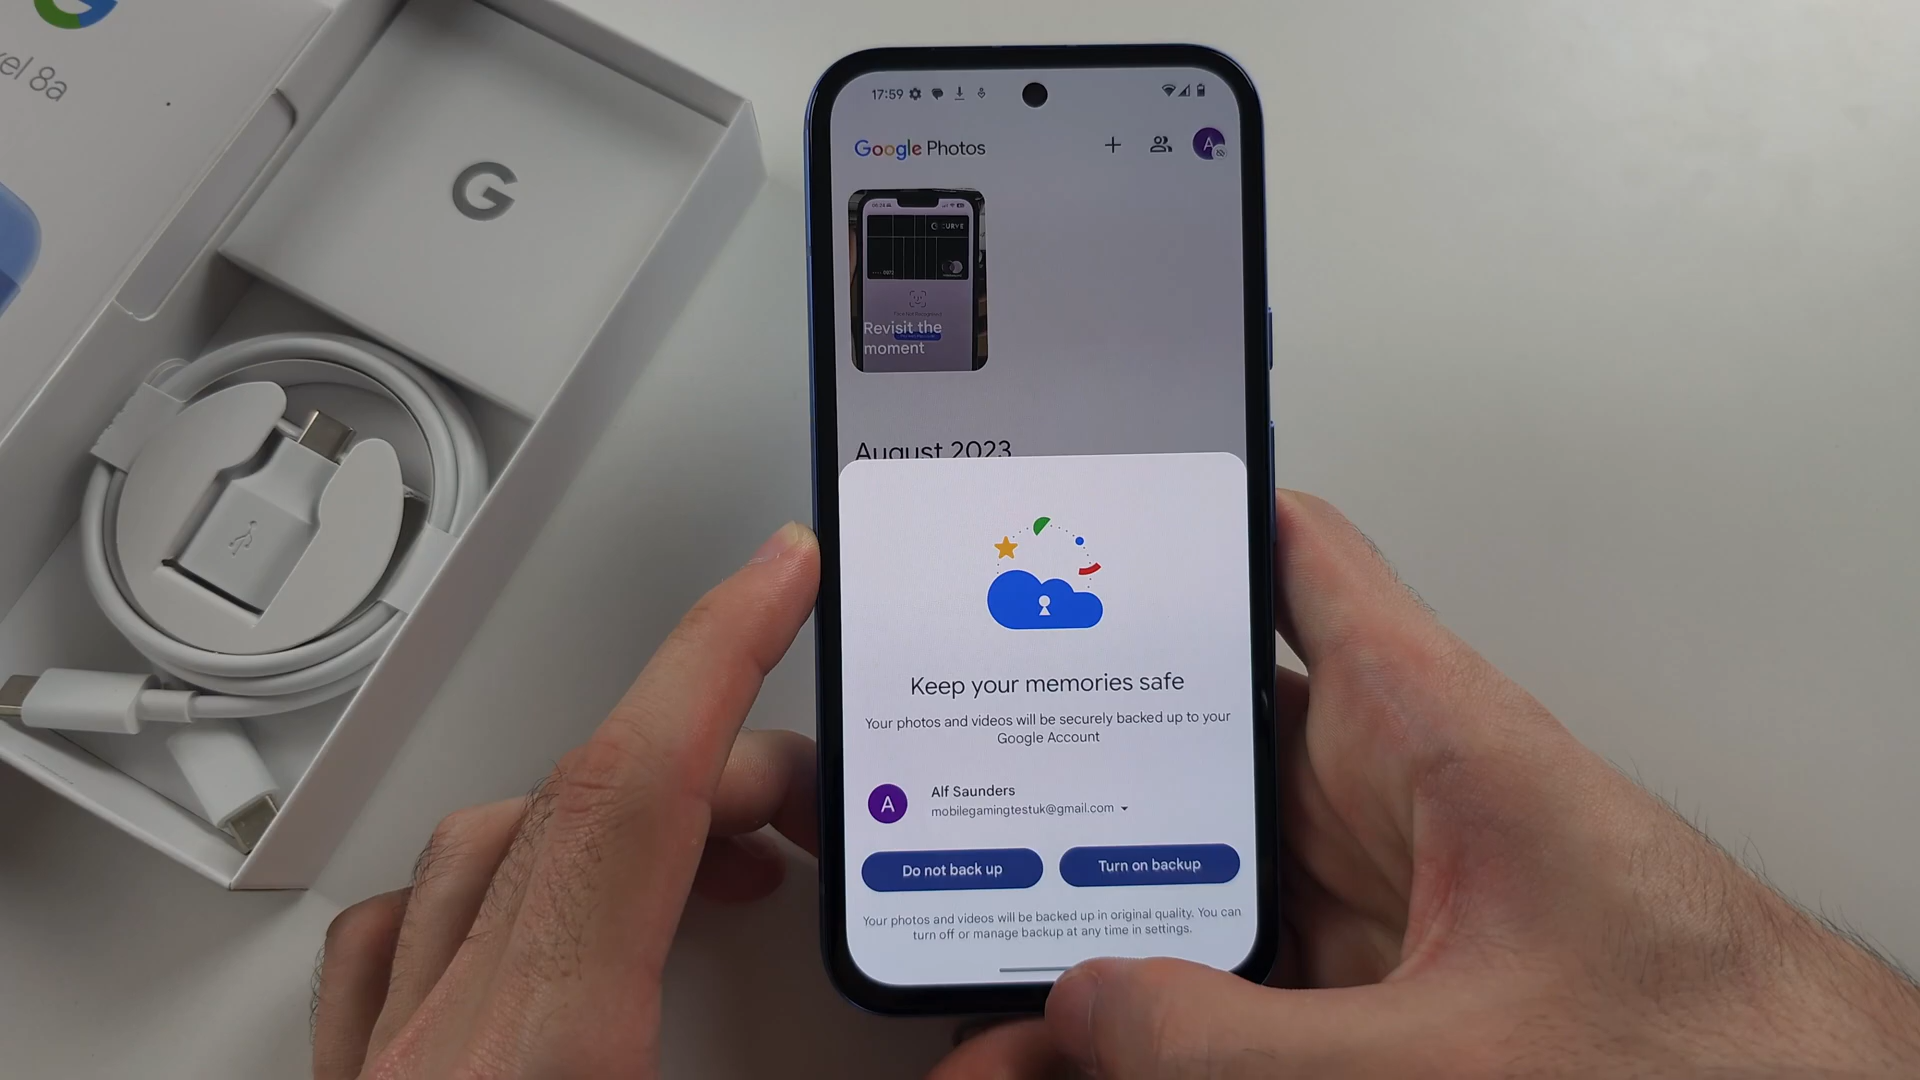 el 8a
G
17:59
Google Photos
A
CURVE
Revisit the
moment
August 2023
Keep your memories safe
Your photos and videos will be securely backed up to your
Google Account
A
Alf Saunders
mobilegamingtestuk@gmail.com
Do not back up
Turn on backup
Your photos and videos will be backed up in original quality. You can
turn off or manage backup at any time in settings.